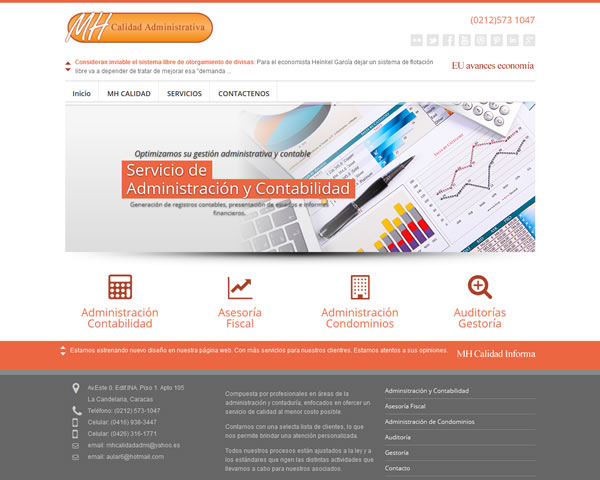 MH Calidad Administrativa
(0212)573 1047
Consideran inviable el sistema libre de otorgamiento de divisas: Para el economista Heinkel García dejar un sistema de flotación
libre va a depender de tratar de mejorar esa "demanda ...
EU avances economía
Inicio MH CALIDAD SERVICIOS CONTACTENOS
Optimizamos su gestión administrativa y contable
Servicio de
Administración y Contabilidad
Generación de registros contables, presentación de estados e informes
financieros.
Administración
Contabilidad
Asesoría
Fiscal
Administración
Condominios
Auditorías
Gestoría
Estamos estrenando nuevo diseño en nuestra página web. Con más servicios para nuestros clientres. Estamos atentos a sus opiniones.
MH Calidad Informa
Av.Este 0. Edif INA. Piso 1. Apto 105
La Candelaria, Caracas
Teléfono: (0212) 573-1047
Celular: (0416) 938-3447
Celular: (0426) 316-1771
email: mhcalidadadmi@yahoo.es
email: aular6@hotmail.com
Compuesta por profesionales en áreas de la
administración y contaduría, enfocados en ofercer un
servicio de calidad al menor costo posible.
Contamos con una selecta lista de clientes, lo que
nos permite brindar una atención personalizada.
Todos nuestros procesos están ajustados a la ley y a
los estándares que rigen las distintas actividades que
llevamos a cabo para nuestros asociados.
Adminsitración y Contabilidad
Asesoría Fiscal
Administración de Condominios
Auditoría
Gestoría
Contacto